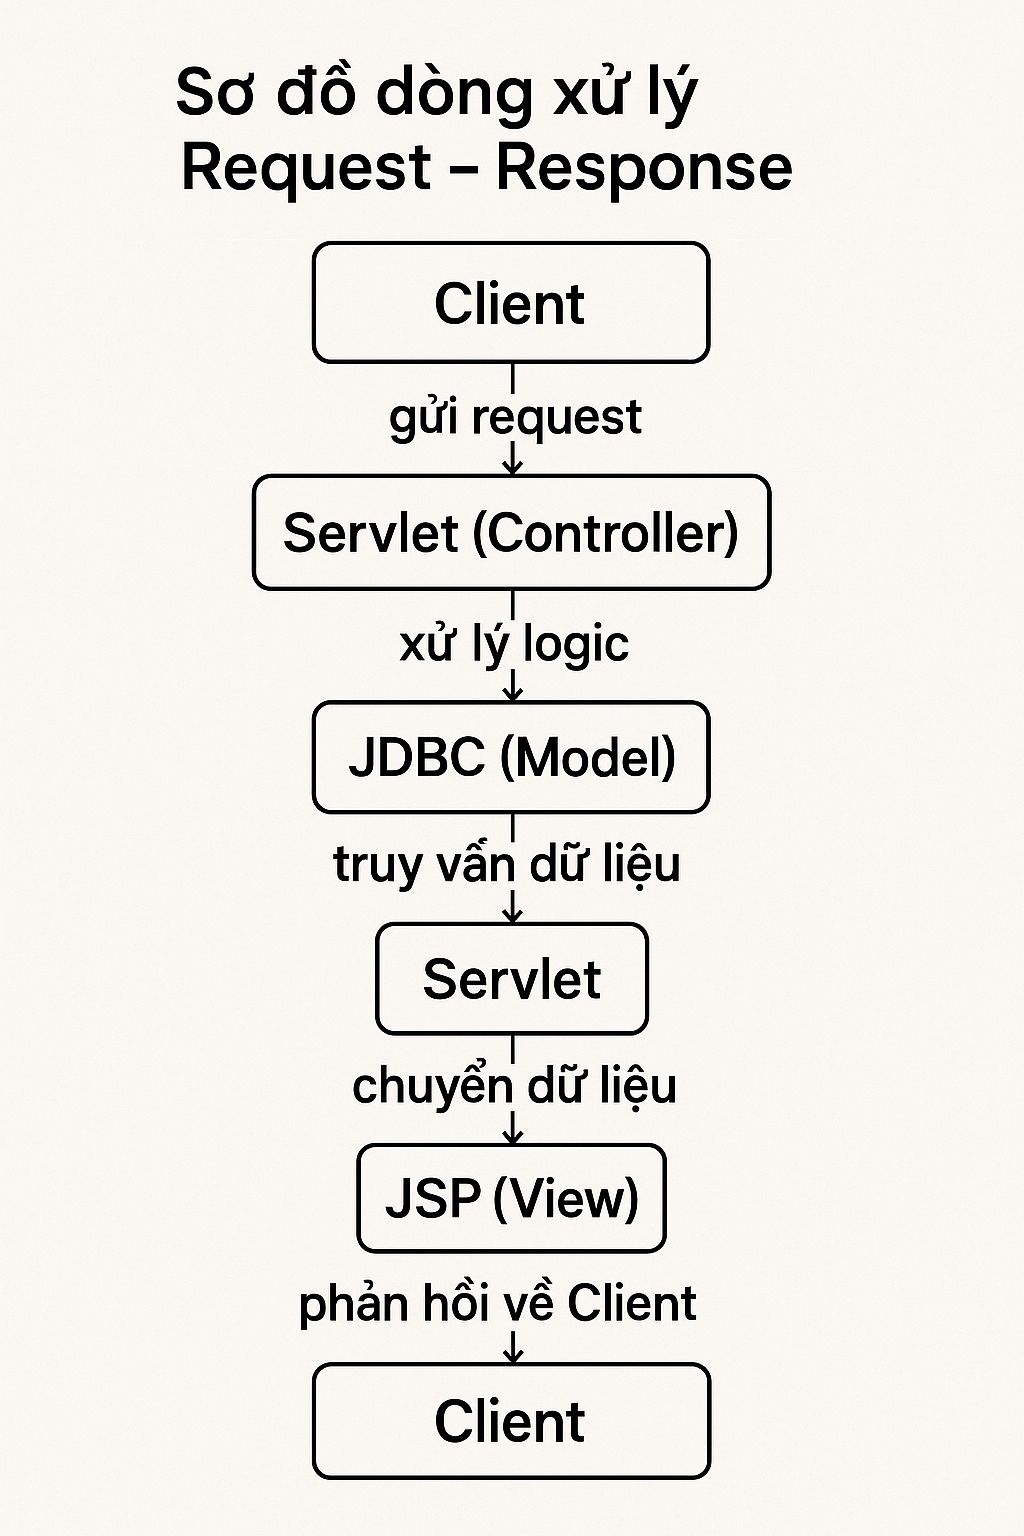 Sơ đồ dòng xử lý
Request – Response
Client
gửi request
Servlet (Controller)
xử lý logic
JDBC (Model)
truy vấn dữ liệu
Servlet
chuyển dữ liệu
JSP (View)
phản hồi về Client
Client